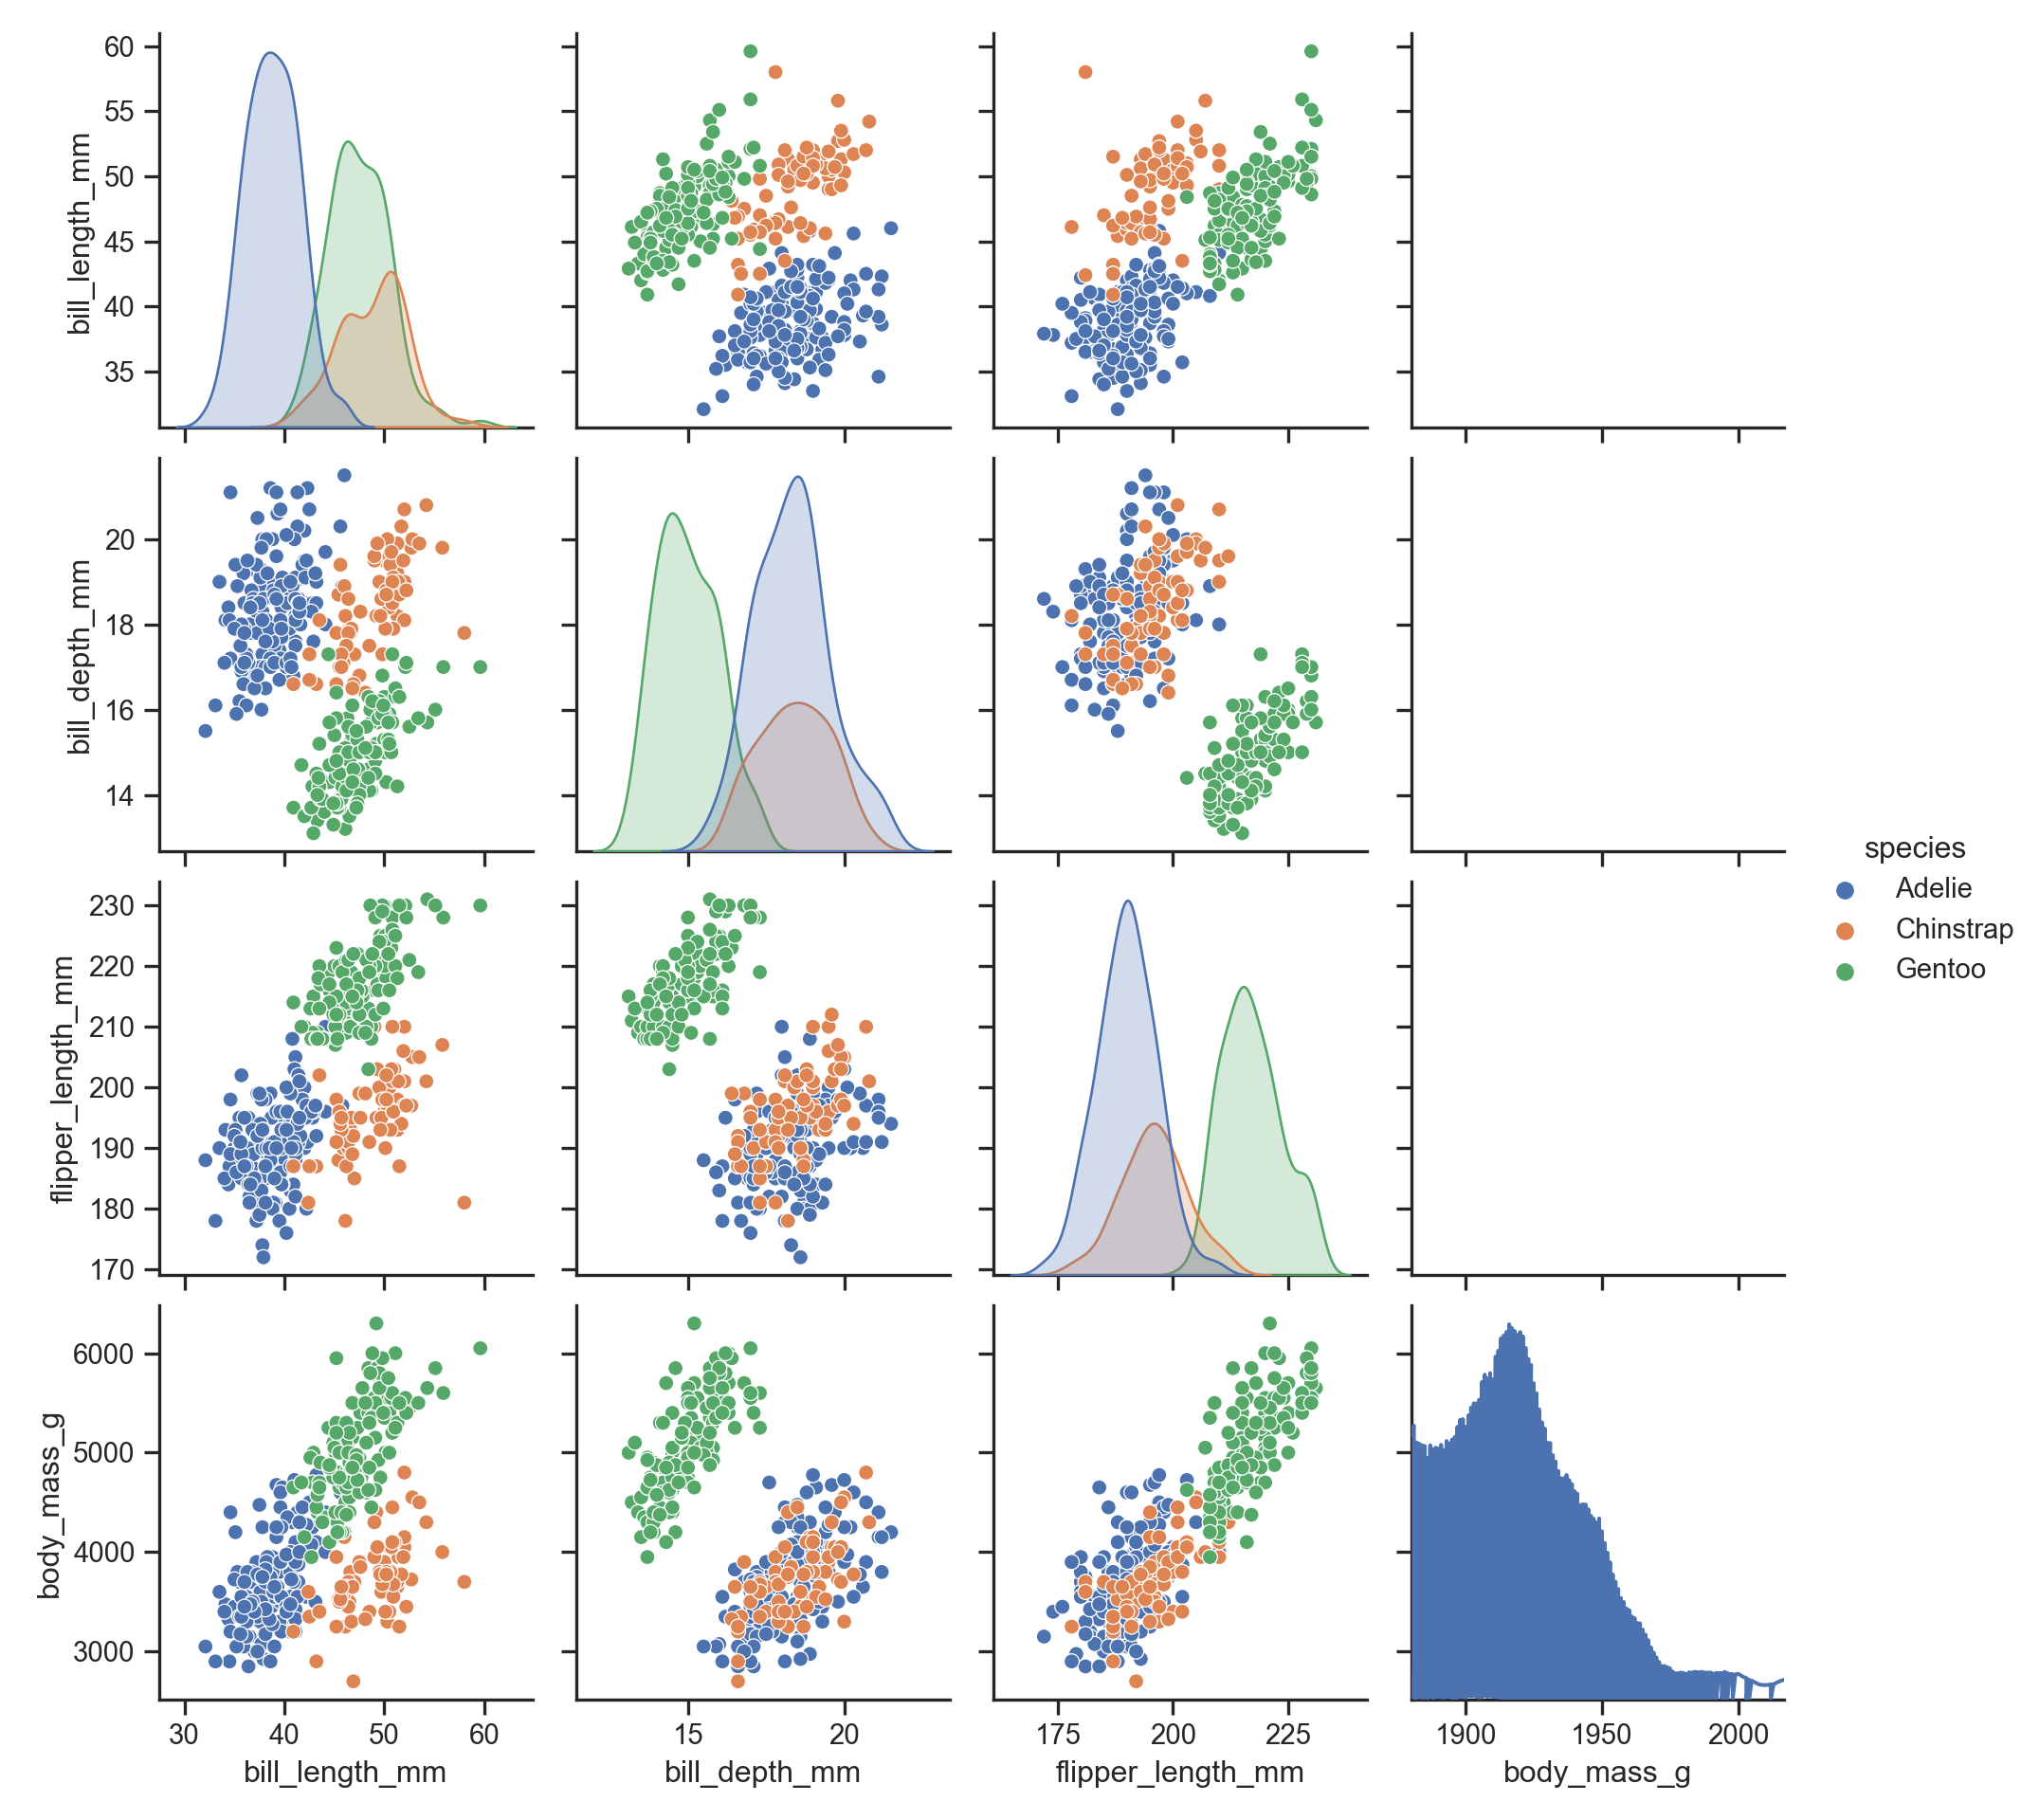 60
55
50
45
40
35
bill_length_mm
20
18
16
14
bill_depth_mm
species
Adelie
Chinstrap
Gentoo
230
220
210
200
190
180
170
flipper_length_mm
6000
5000
4000
3000
body_mass_g
30 40 50 60
15 20
175 200 225
1900 1950 2000
bill_length_mm
bill_depth_mm
flipper_length_mm
body_mass_g